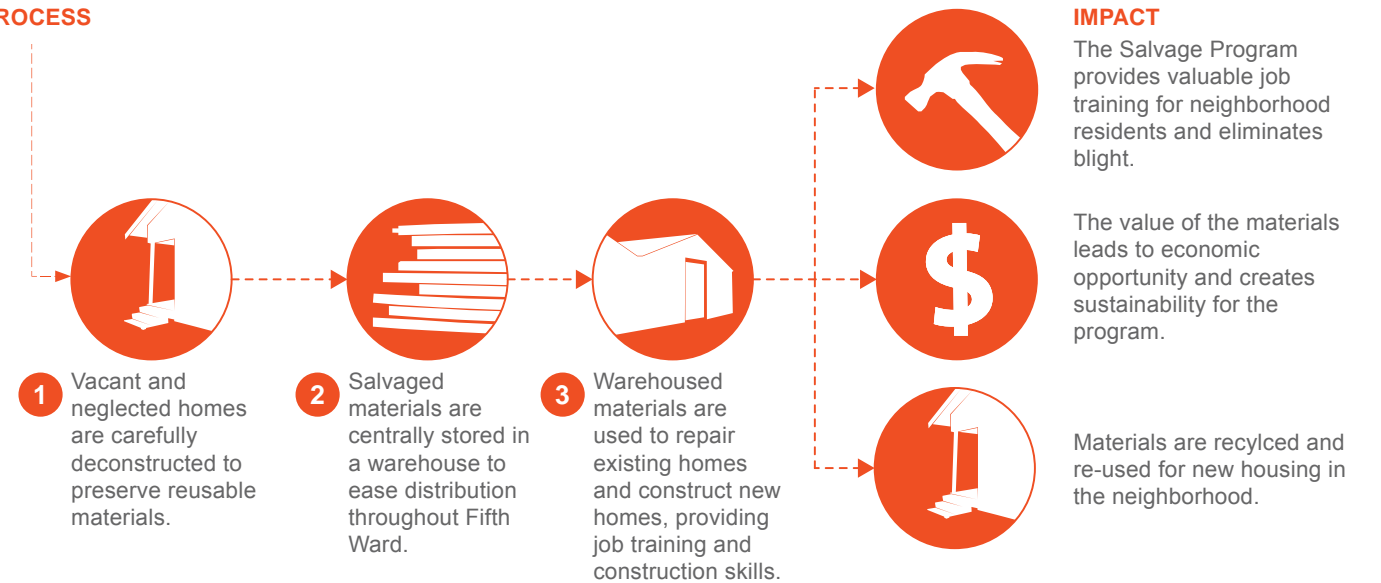 ROCESS
1
Vacant and
neglected homes
are carefully
deconstructed to
preserve reusable
materials.
2
Salvaged
materials are
centrally stored in
a warehouse to
ease distribution
throughout Fifth
Ward.
3
Warehoused
materials are
used to repair
existing homes
and construct new
homes, providing
job training and
construction skills.
IMPACT
The Salvage Program
provides valuable job
training for neighborhood
residents and eliminates
blight.
$
The value of the materials
leads to economic
opportunity and creates
sustainability for the
program.
Materials are recylced and
re-used for new housing in
the neighborhood.